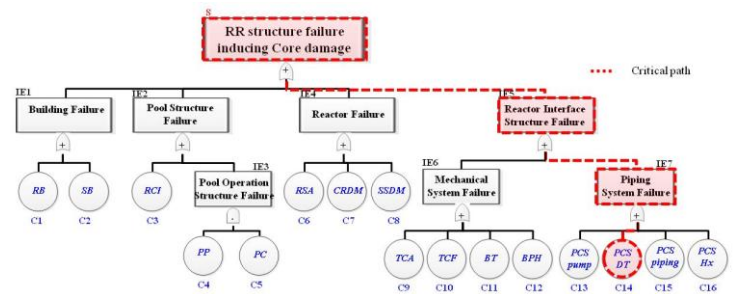 S
RR structure failure
inducing Core damage
+
Critical path
IE1
IE2
IE4
IE5
Building Failure
Pool Structure
Failure
Reactor Failure
Reactor Interface
Structure Failure
+
+
+
+
IE3
IE6
IE7
RB
SB
RCI
Pool Operation
Structure Failure
RSA
CRDM
SSDM
Mechanical
System Failure
Piping
System Failure
C1
C2
C3
.
C6
C7
C8
+
+
PP
PC
TCA
TCF
BT
BPH
PCS
pump
PCS
DT
PCS
piping
PCS
Hx
C4
C5
C9
C10
C11
C12
C13
C14
C15
C16